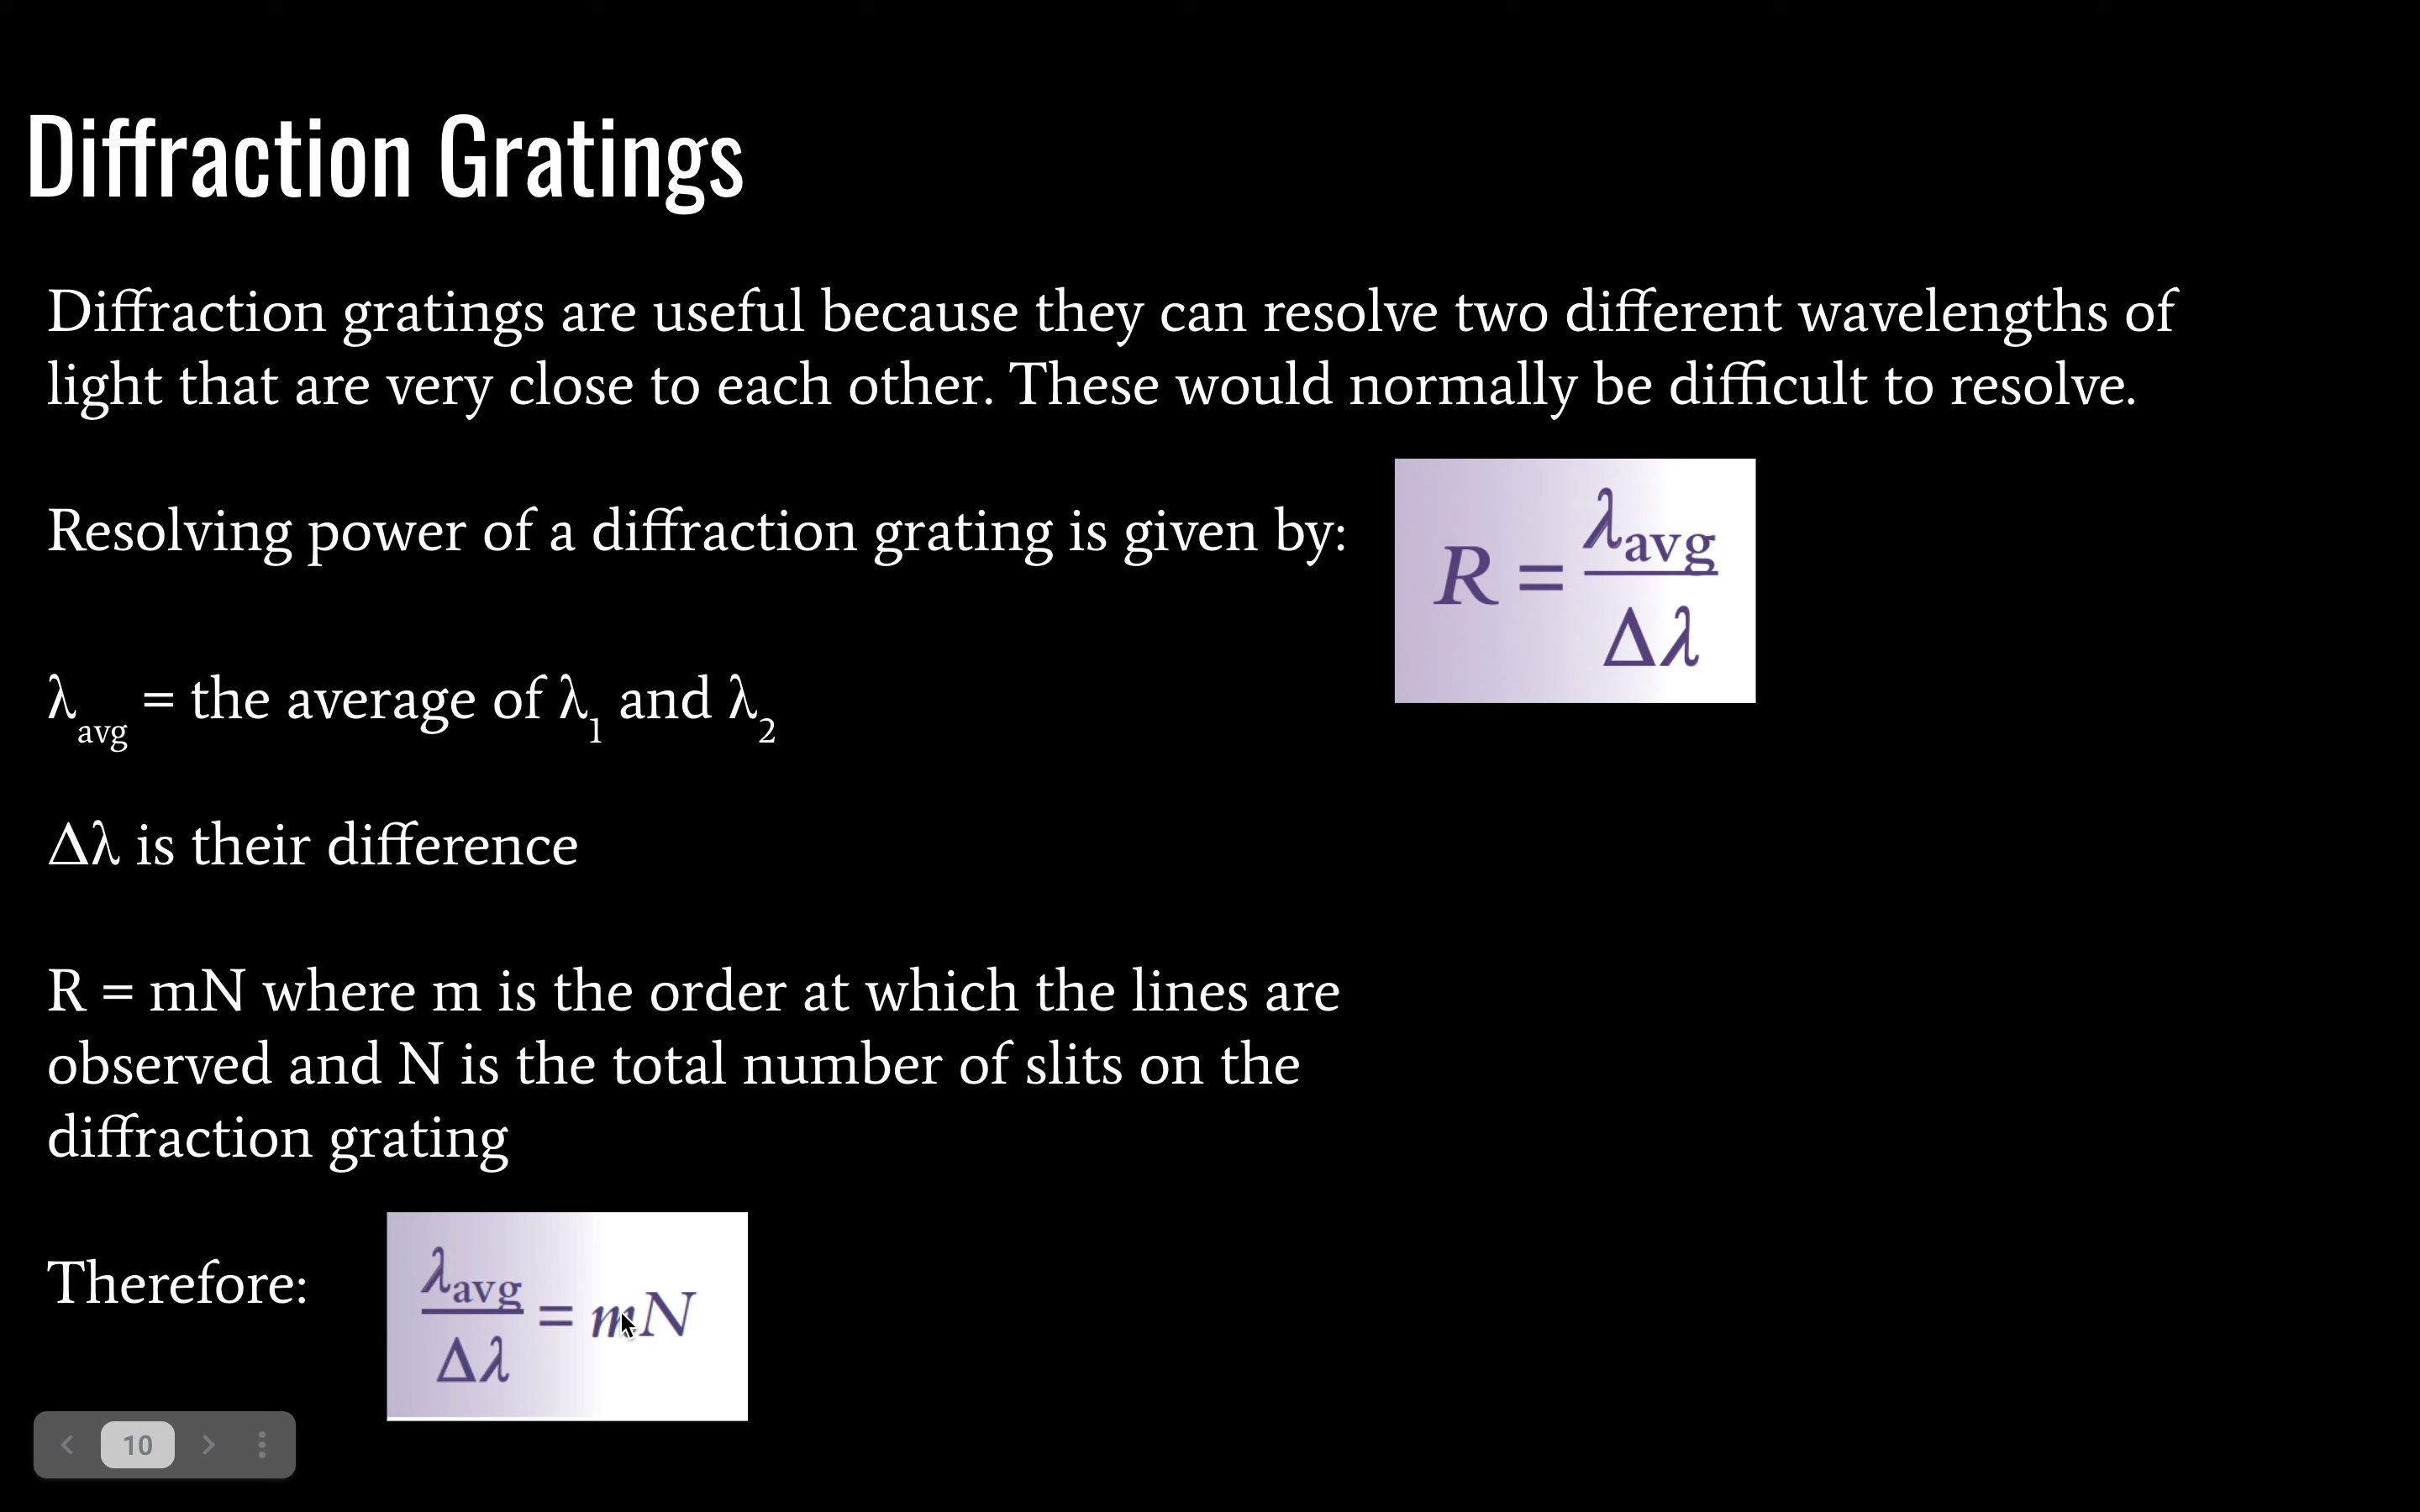 Diffraction Gratings
Diffraction gratings are useful because they can resolve two different wavelengths of
light that are very close to each other. These would normally be difficult to resolve.
Resolving power of a diffraction grating is given by:
R = λavg / Δλ
λavg = the average of λ1 and λ2
Δλ is their difference
R = mN where m is the order at which the lines are
observed and N is the total number of slits on the
diffraction grating
Therefore:
λavg / Δλ = mN
10